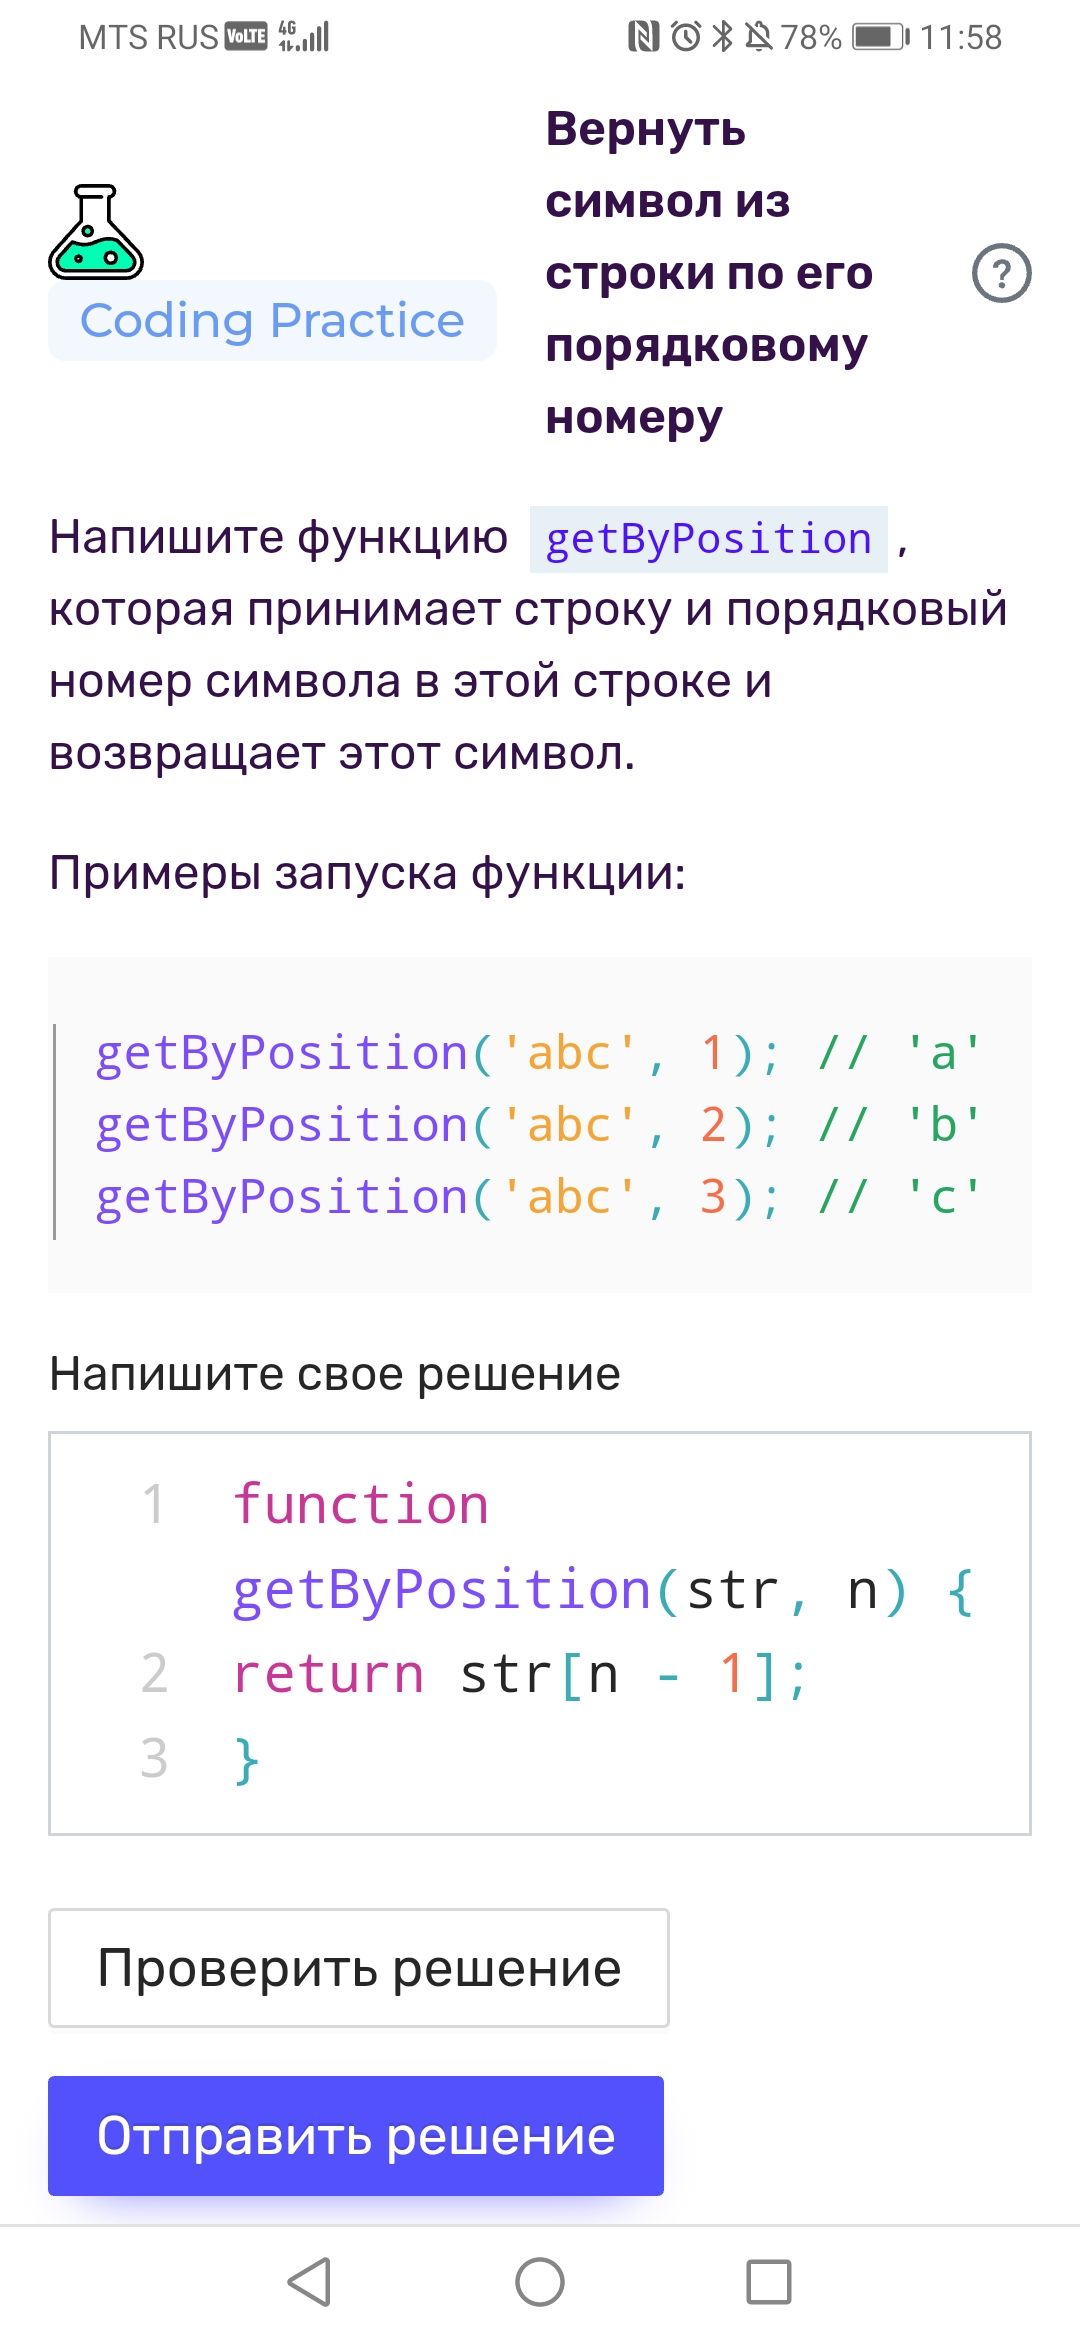 MTS RUS VoLTE 4G 78% 11:58
Coding Practice
Вернуть
символ из
строки по его
порядковому
номеру
?
Напишите функцию getByPosition ,
которая принимает строку и порядковый
номер символа в этой строке и
возвращает этот символ.
Примеры запуска функции:
getByPosition('abc', 1); // 'a'
getByPosition('abc', 2); // 'b'
getByPosition('abc', 3); // 'c'
Напишите свое решение
1 function
getByPosition(str, n) {
2 return str[n - 1];
3 }
Проверить решение
Отправить решение